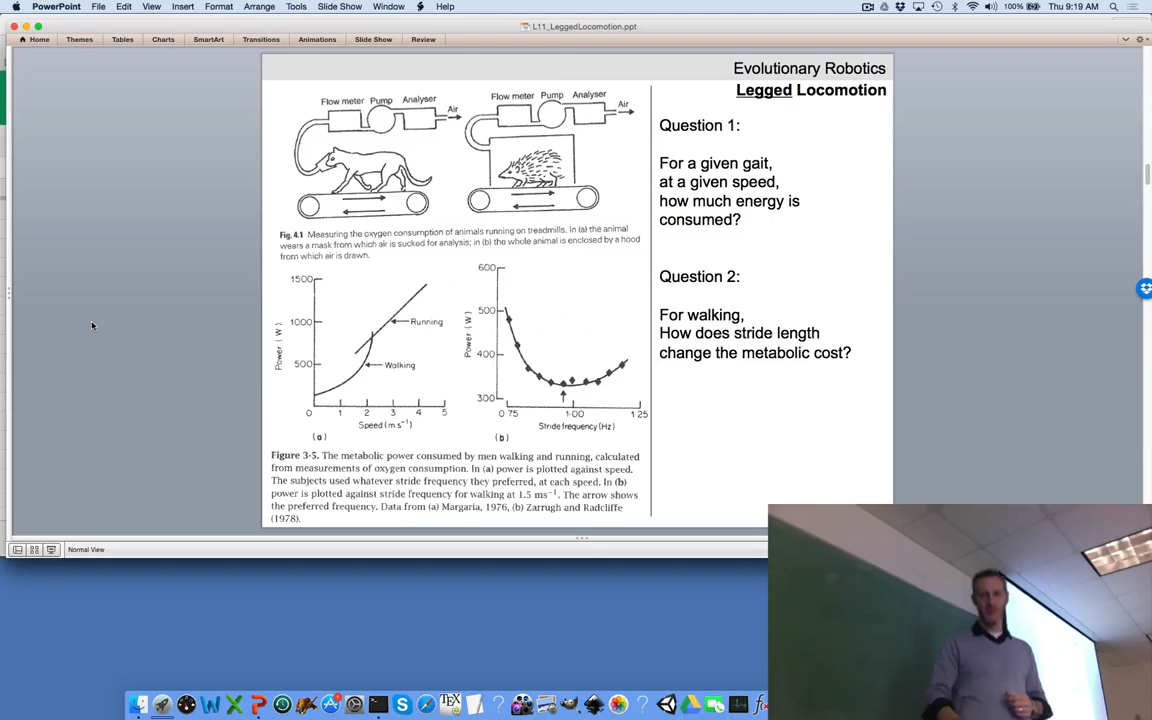 PowerPoint File Edit View Insert Format Arrange Tools Slide Show Window Help 100% Thu 9:19 AM
L11_LeggedLocomotion.ppt
Home Themes Tables Charts SmartArt Transitions Animations Slide Show Review
Evolutionary Robotics
Legged Locomotion
Flow meter Pump Analyser
Air
Flow meter Pump Analyser
Air
Fig. 4.1 Measuring the oxygen consumption of animals running on treadmills. In (a) the animal
wears a mask from which air is sucked for analysis; in (b) the whole animal is enclosed by a hood
from which air is drawn.
1500
1000
500
Power (W)
Running
Walking
0 1 2 3 4 5
Speed (m s⁻¹)
(a)
600
500
400
300
Power (W)
0 75 1·00 1·25
Stride frequency (Hz)
(b)
Figure 3-5. The metabolic power consumed by men walking and running, calculated
from measurements of oxygen consumption. In (a) power is plotted against speed.
The subjects used whatever stride frequency they preferred, at each speed. In (b)
power is plotted against stride frequency for walking at 1.5 ms⁻¹. The arrow shows
the preferred frequency. Data from (a) Margaria, 1976, (b) Zarrugh and Radcliffe
(1978).
Question 1:
For a given gait,
at a given speed,
how much energy is
consumed?
Question 2:
For walking,
How does stride length
change the metabolic cost?
Normal View
TEX